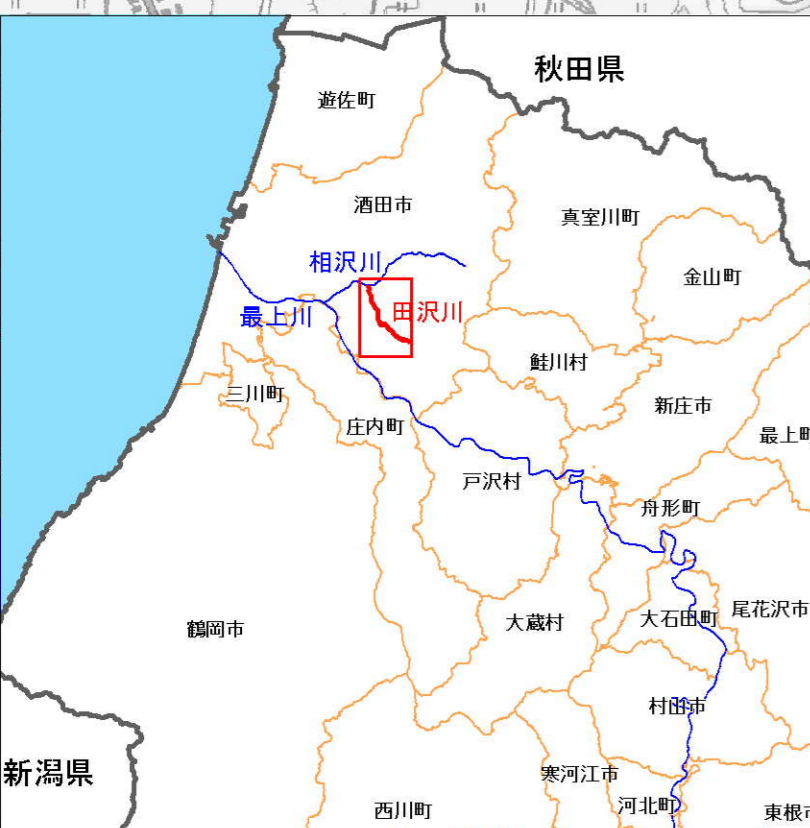 秋田県
遊佐町
酒田市
真室川町
相沢川
金山町
最上川
田沢川
鮭川村
三川町
新庄市
庄内町
最上町
戸沢村
舟形町
鶴岡市
大蔵村
大石田町
尾花沢市
村山市
新潟県
寒河江市
西川町
河北町
東根市